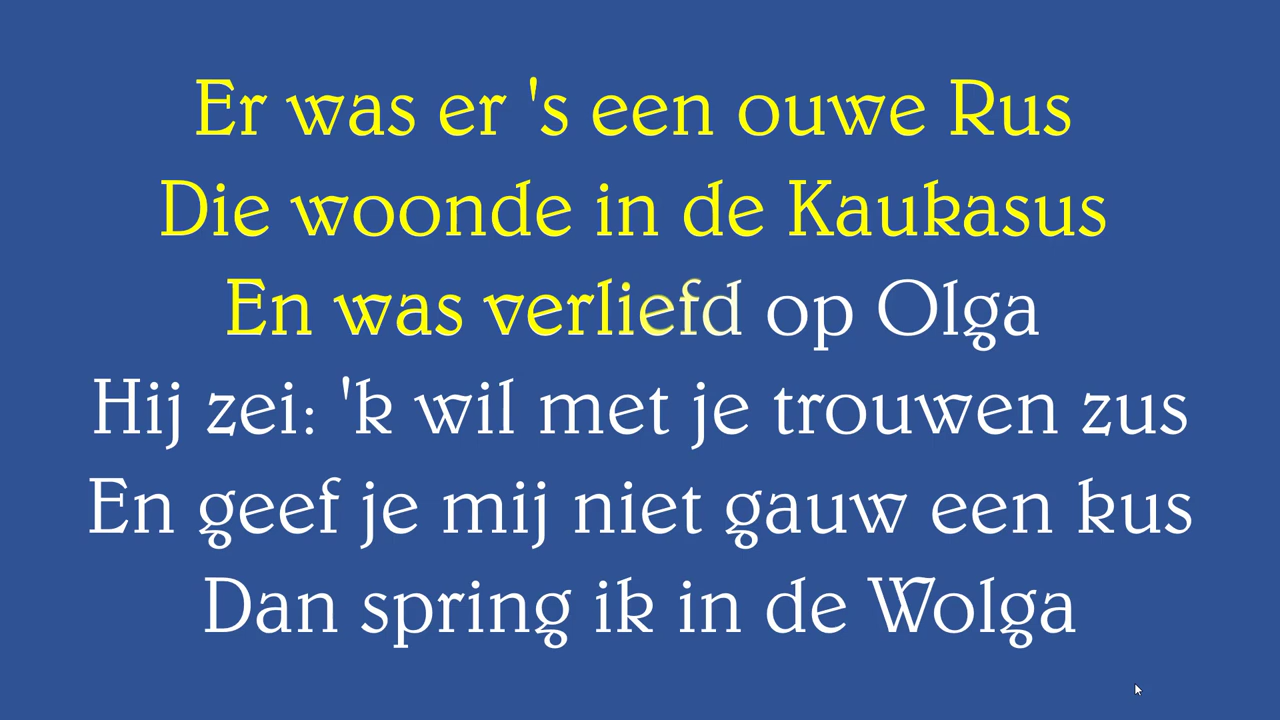 Er was er 's een ouwe Rus
Die woonde in de Kaukasus
En was verliefd op Olga
Hij zei: 'k wil met je trouwen zus
En geef je mij niet gauw een kus
Dan spring ik in de Wolga